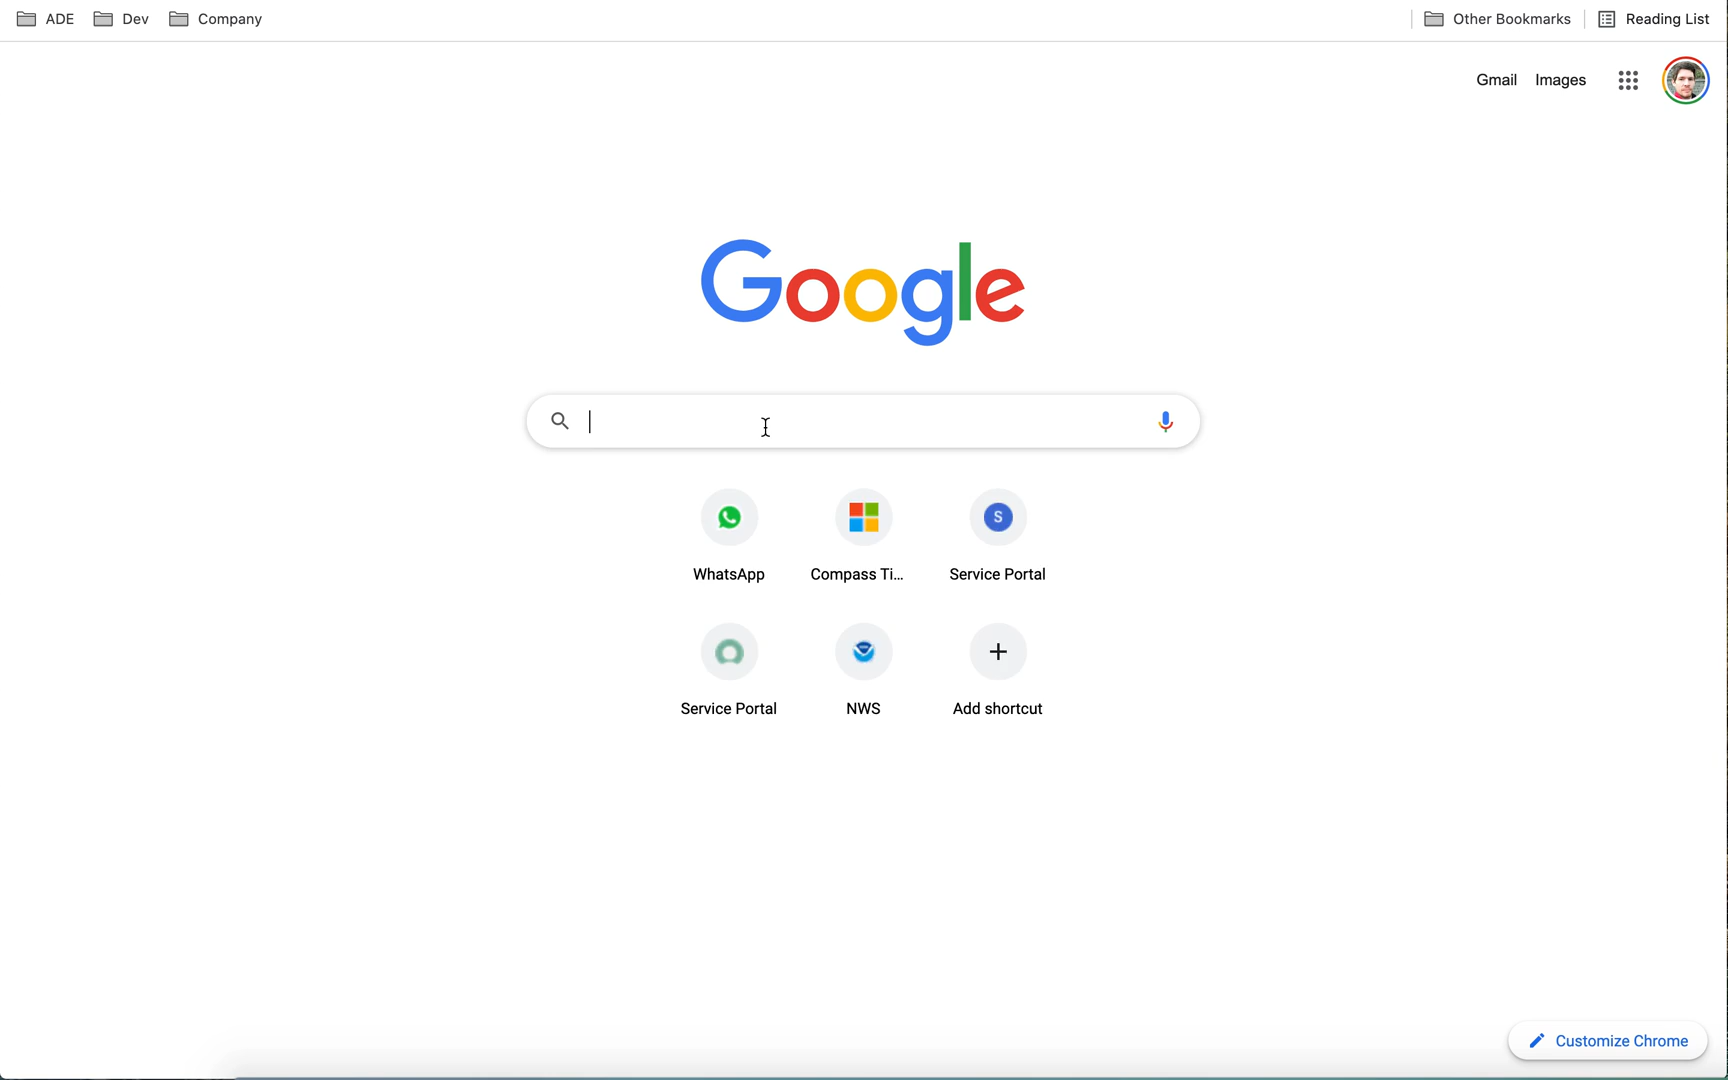 ADE Dev Company Other Bookmarks Reading List
Gmail Images
Google
WhatsApp Compass Ti... Service Portal
S
Service Portal NWS Add shortcut
Customize Chrome